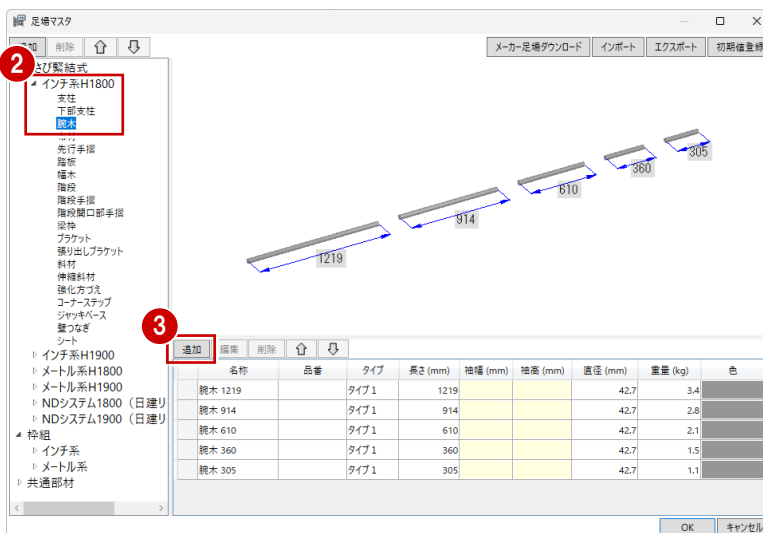 足場マスタ
追加 削除
メーカー足場ダウンロード インポート エクスポート 初期値登録
2
さび緊結式
インチ系H1800
支柱
下部支柱
腕木
先行手摺
踏板
幅木
階段
階段手摺
階段開口部手摺
梁枠
ブラケット
張り出しブラケット
斜材
伸縮斜材
強化方づえ
コーナーステップ
ジャッキベース
壁つなぎ
シート
インチ系H1900
メートル系H1800
メートル系H1900
NDシステム1800（日建リ
NDシステム1900（日建リ
枠組
インチ系
メートル系
共通部材
305
360
610
914
1219
3
追加 編集 削除
名称 品番 タイプ 長さ (mm) 袖幅 (mm) 袖高 (mm) 直径 (mm) 重量 (kg) 色
腕木 1219 タイプ 1 1219 42.7 3.4
腕木 914 タイプ 1 914 42.7 2.8
腕木 610 タイプ 1 610 42.7 2.1
腕木 360 タイプ 1 360 42.7 1.5
腕木 305 タイプ 1 305 42.7 1.1
OK キャンセル